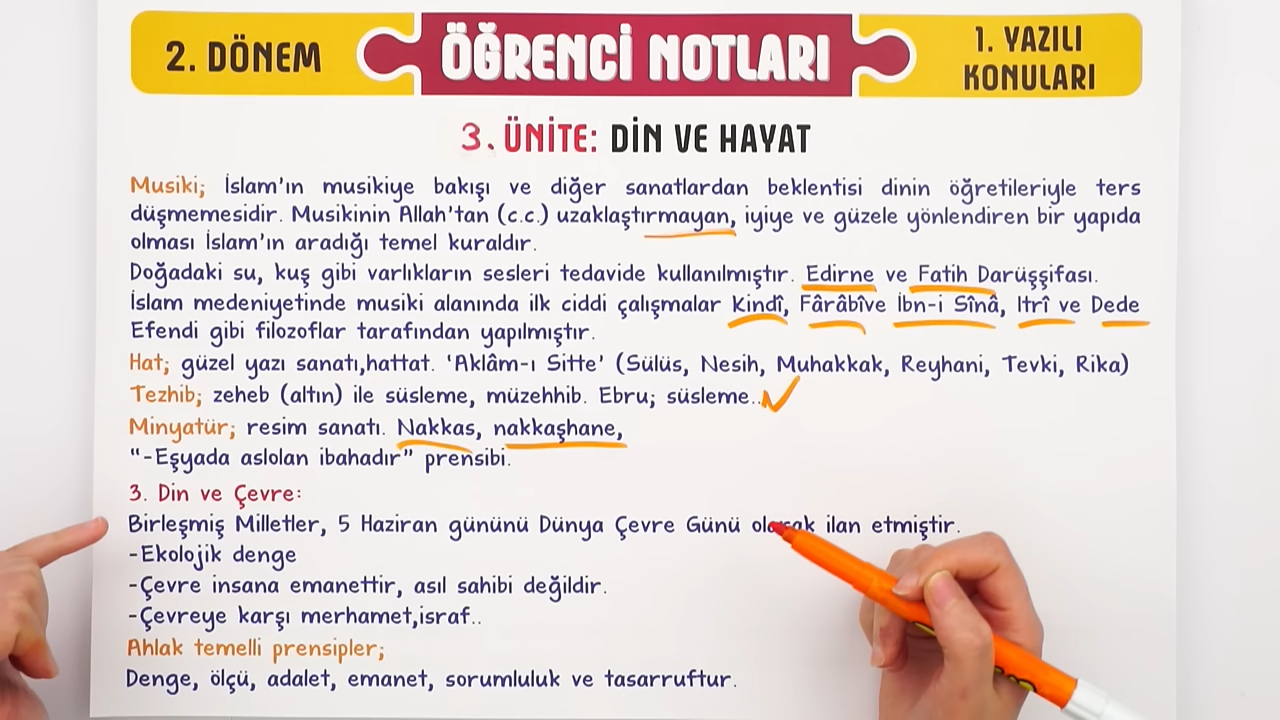 2. DÖNEM
ÖĞRENCİ NOTLARI
1. YAZILI
KONULARI
3. ÜNİTE: DİN VE HAYAT
Musiki; İslam'ın musikiye bakışı ve diğer sanatlardan beklentisi dinin öğretileriyle ters
düşmemesidir. Musikinin Allah'tan (c.c.) uzaklaştırmayan, iyiye ve güzele yönlendiren bir yapıda
olması İslam'ın aradığı temel kuraldır.
Doğadaki su, kuş gibi varlıkların sesleri tedavide kullanılmıştır. Edirne ve Fatih Darüşşifası.
İslam medeniyetinde musiki alanında ilk ciddi çalışmalar Kindî, Fârâbîve İbn-i Sînâ, Itrî ve Dede
Efendi gibi filozoflar tarafından yapılmıştır.
Hat; güzel yazı sanatı,hattat. 'Aklâm-ı Sitte' (Sülüs, Nesih, Muhakkak, Reyhani, Tevki, Rika)
Tezhib; zeheb (altın) ile süsleme, müzehhib. Ebru; süsleme..
Minyatür; resim sanatı. Nakkas, nakkaşhane,
"-Eşyada aslolan ibahadır" prensibi.
3. Din ve Çevre:
Birleşmiş Milletler, 5 Haziran gününü Dünya Çevre Günü olarak ilan etmiştir.
-Ekolojik denge
-Çevre insana emanettir, asıl sahibi değildir.
-Çevreye karşı merhamet,israf..
Ahlak temelli prensipler;
Denge, ölçü, adalet, emanet, sorumluluk ve tasarruftur.